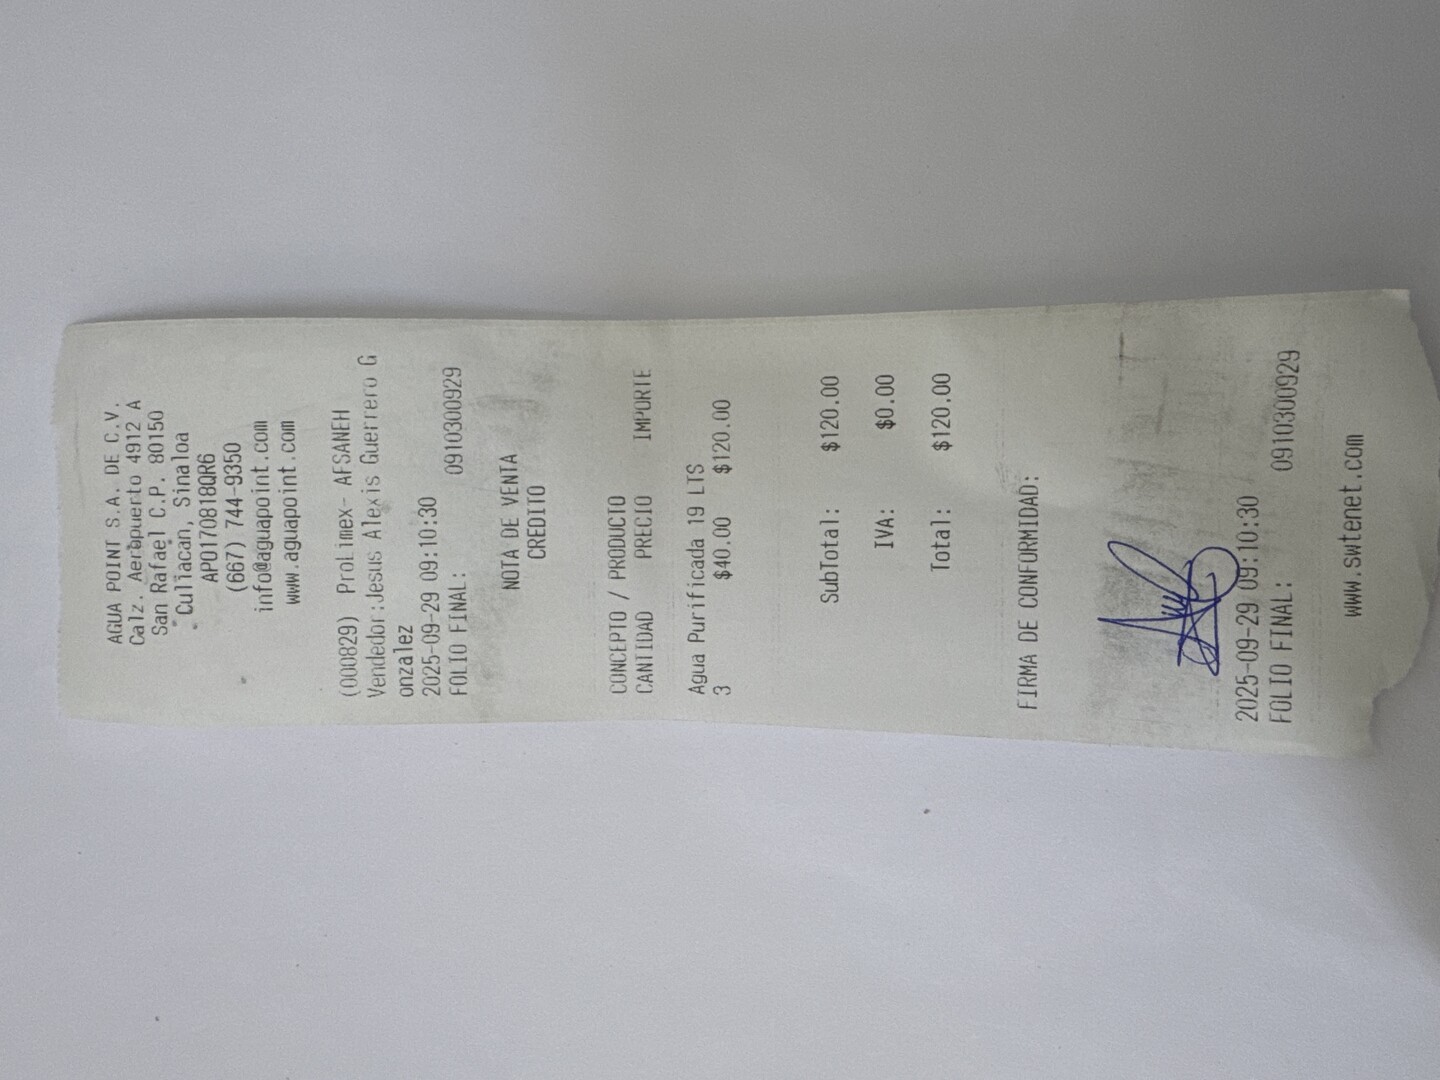 AGUA POINT S.A. DE C.V.
Calz. Aeropuerto 4912 A
San Rafael C.P. 80150
Culiacan, Sinaloa
APO170818QR6
(667) 744-9350
info@aguapoint.com
www.aguapoint.com
(000829) ProLimex- AFSANEH
Vendedor:Jesus Alexis Guerrero G
onzalez
2025-09-29 09:10:30
FOLIO FINAL: 0910300929
NOTA DE VENTA
CREDITO
CONCEPTO / PRODUCTO
CANTIDAD PRECIO IMPORTE
Agua Purificada 19 LTS
3 $40.00 $120.00
SubTotal: $120.00
IVA: $0.00
Total: $120.00
FIRMA DE CONFORMIDAD:
2025-09-29 09:10:30
FOLIO FINAL: 0910300929
www.swtenet.com